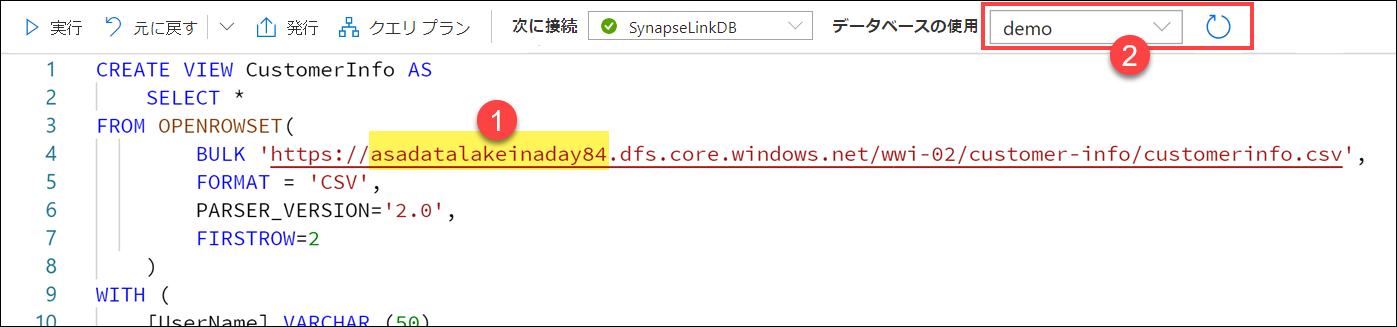 実行 元に戻す 発行 クエリ プラン 次に接続 SynapseLinkDB データベースの使用 demo
2
1 CREATE VIEW CustomerInfo AS
2 SELECT *
3 FROM OPENROWSET(
1
4 BULK 'https://asadatalakeinaday84.dfs.core.windows.net/wwi-02/customer-info/customerinfo.csv',
5 FORMAT = 'CSV',
6 PARSER_VERSION='2.0',
7 FIRSTROW=2
8 )
9 WITH (
10 [UserName] VARCHAR (50)